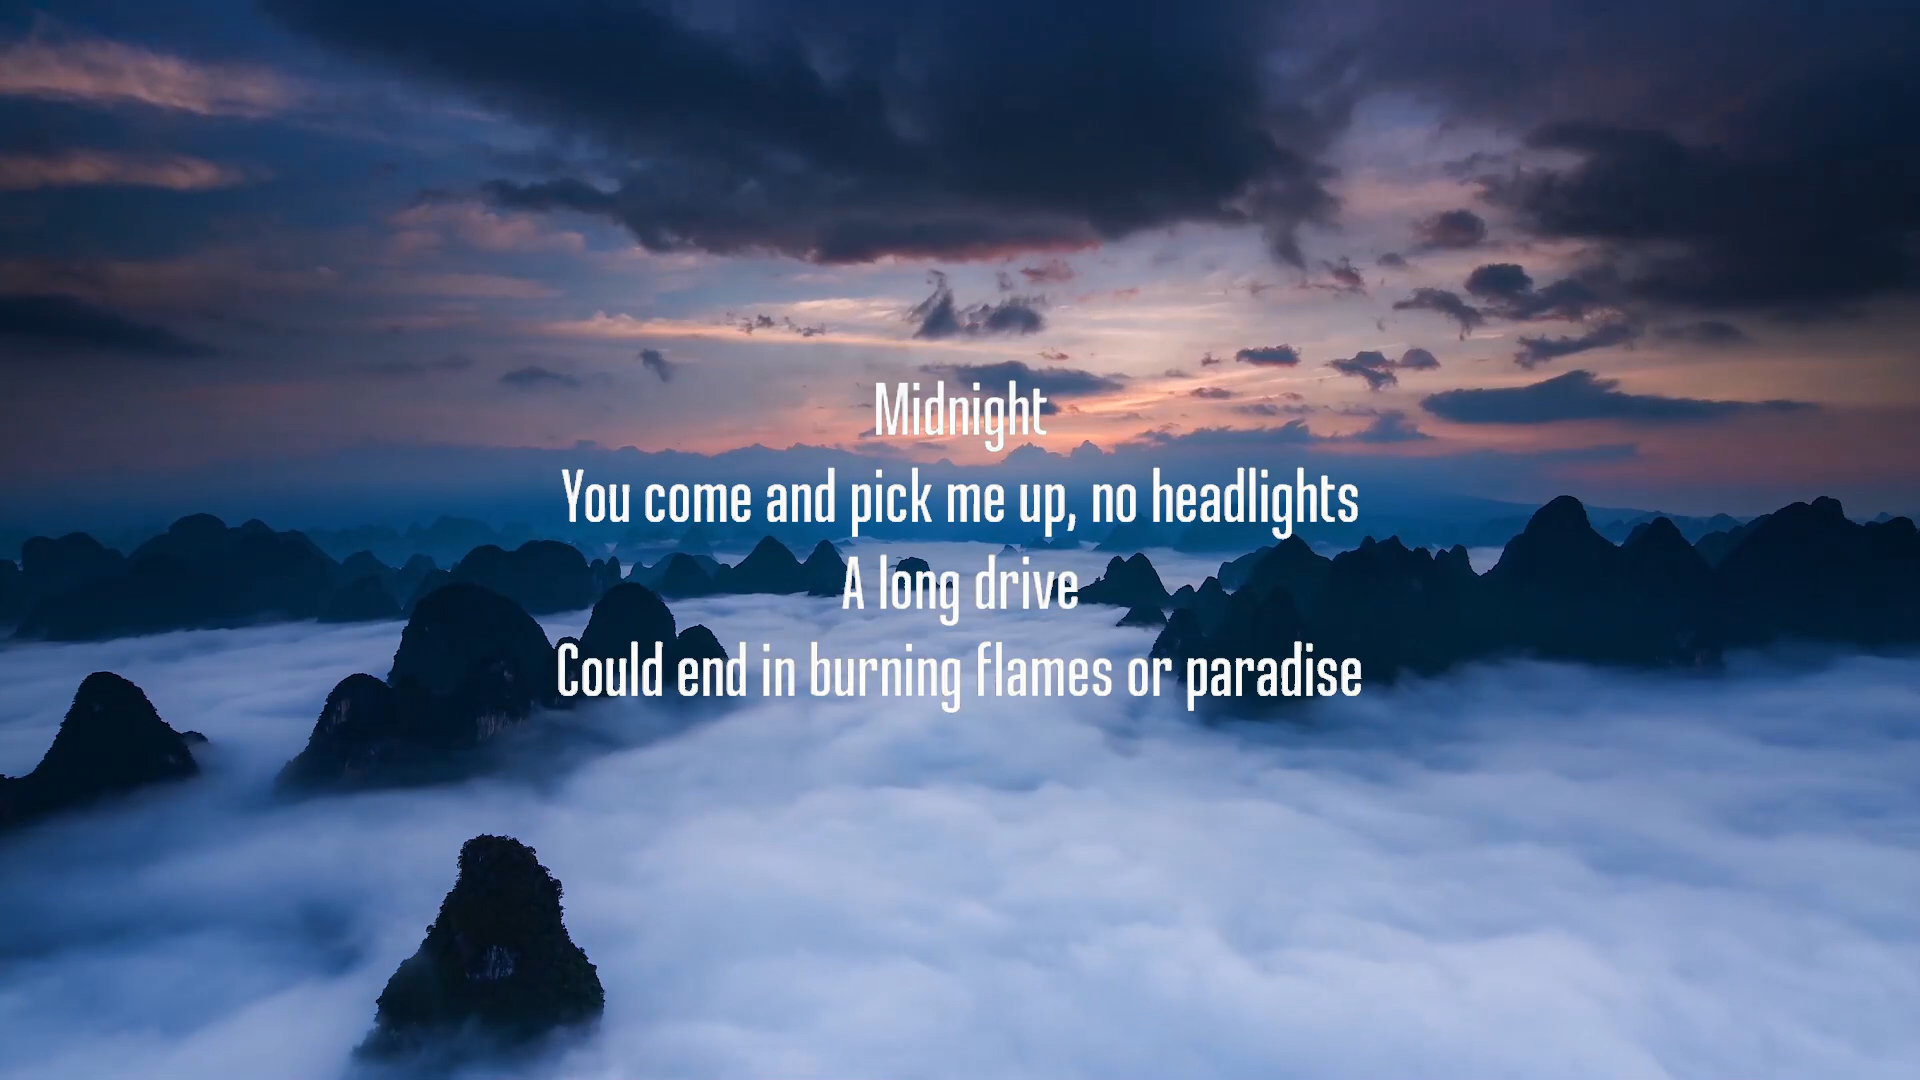 Midnight
You come and pick me up, no headlights
A long drive
Could end in burning flames or paradise